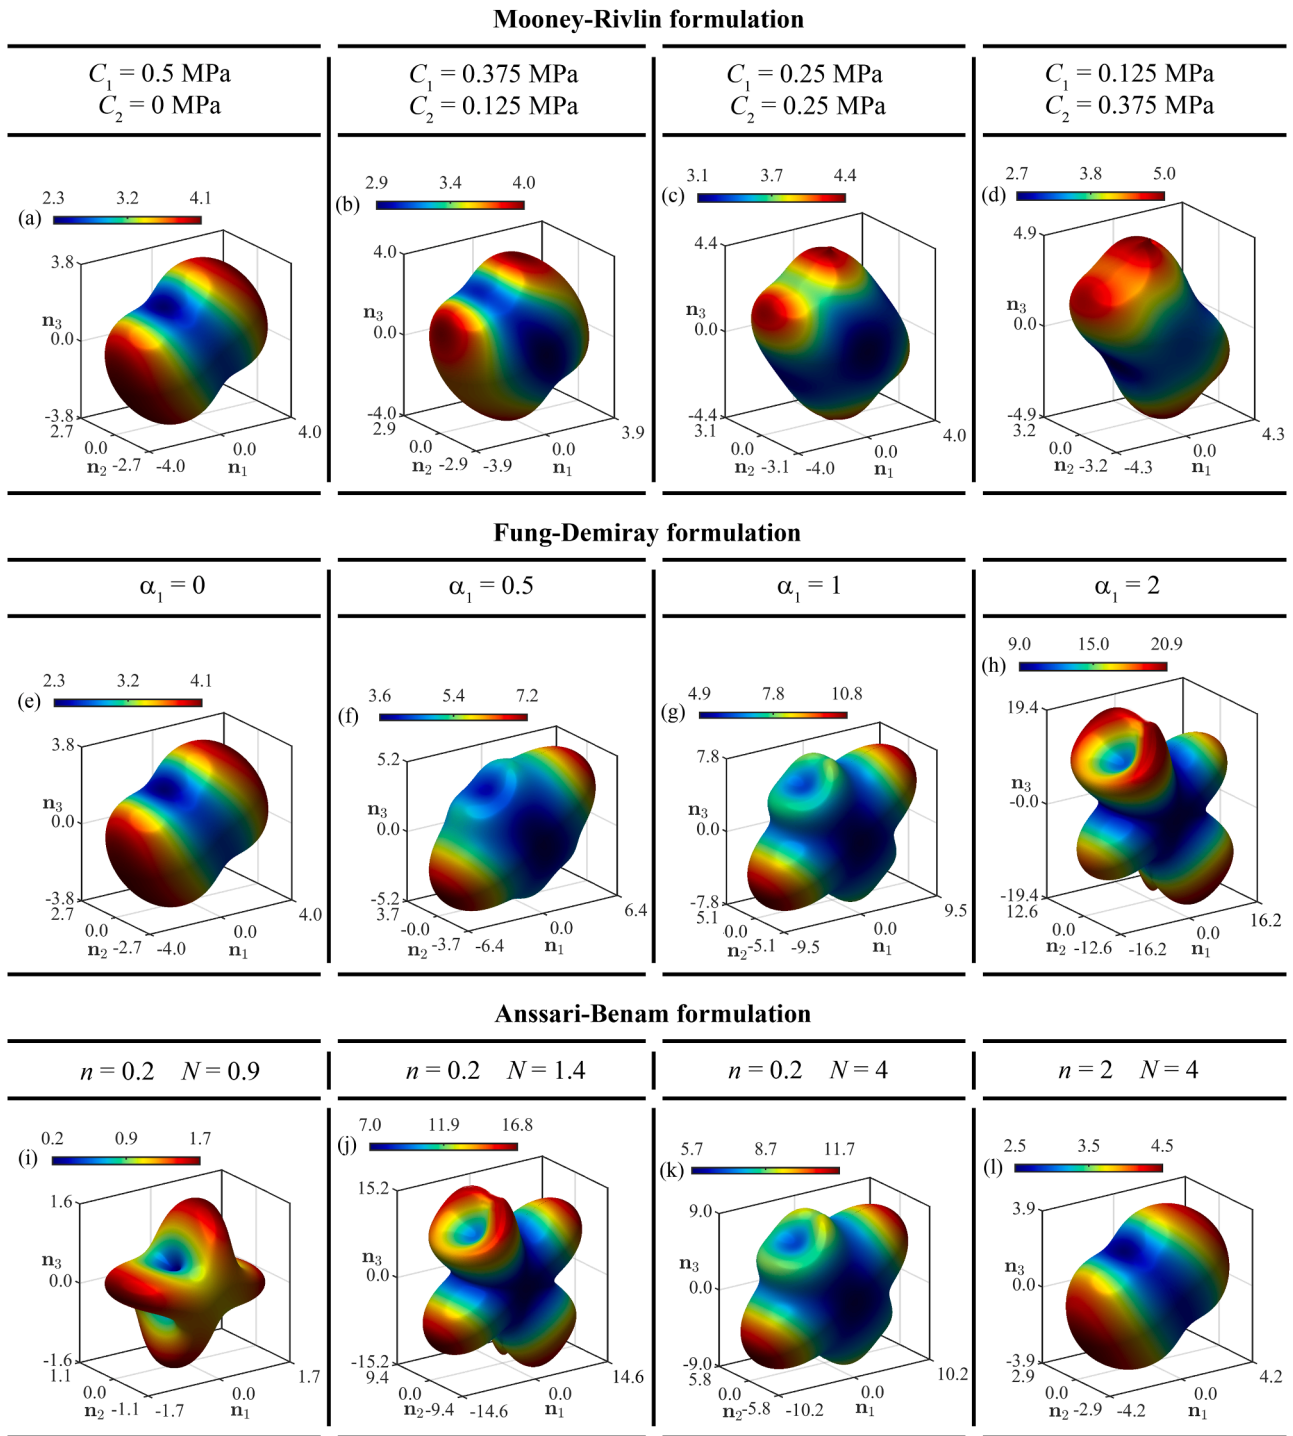 Mooney-Rivlin formulation
C1 = 0.5 MPa
C2 = 0 MPa
C1 = 0.375 MPa
C2 = 0.125 MPa
C1 = 0.25 MPa
C2 = 0.25 MPa
C1 = 0.125 MPa
C2 = 0.375 MPa
(a)
2.3 3.2 4.1
3.8
n3
0.0
-3.8
2.7
0.0
n2 -2.7 -4.0
0.0
n1
4.0
(b)
2.9 3.4 4.0
4.0
n3
0.0
-4.0
2.9
0.0
n2 -2.9 -3.9
0.0
n1
3.9
(c)
3.1 3.7 4.4
4.4
n3
0.0
-4.4
3.1
0.0
n2 -3.1 -4.0
0.0
n1
4.0
(d)
2.7 3.8 5.0
4.9
n3
0.0
-4.9
3.2
0.0
n2 -3.2 -4.3
0.0
n1
4.3
Fung-Demiray formulation
α1 = 0
α1 = 0.5
α1 = 1
α1 = 2
(e)
2.3 3.2 4.1
3.8
n3
0.0
-3.8
2.7
0.0
n2 -2.7 -4.0
0.0
n1
4.0
(f)
3.6 5.4 7.2
5.2
n3
0.0
-5.2
3.7
-0.0
n2 -3.7 -6.4
0.0
n1
6.4
(g)
4.9 7.8 10.8
7.8
n3
0.0
-7.8
5.1
0.0
n2 -5.1 -9.5
0.0
n1
9.5
(h)
9.0 15.0 20.9
19.4
n3
-0.0
-19.4
12.6
0.0
n2 -12.6 -16.2
0.0
n1
16.2
Anssari-Benam formulation
n = 0.2 N = 0.9
n = 0.2 N = 1.4
n = 0.2 N = 4
n = 2 N = 4
(i)
0.2 0.9 1.7
1.6
n3
0.0
-1.6
1.1
0.0
n2 -1.1 -1.7
0.0
n1
1.7
(j)
7.0 11.9 16.8
15.2
n3
0.0
-15.2
9.4
0.0
n2 -9.4 -14.6
0.0
n1
14.6
(k)
5.7 8.7 11.7
9.0
n3
0.0
-9.0
5.8
0.0
n2 -5.8 -10.2
0.0
n1
10.2
(l)
2.5 3.5 4.5
3.9
n3
0.0
-3.9
2.9
0.0
n2 -2.9 -4.2
0.0
n1
4.2